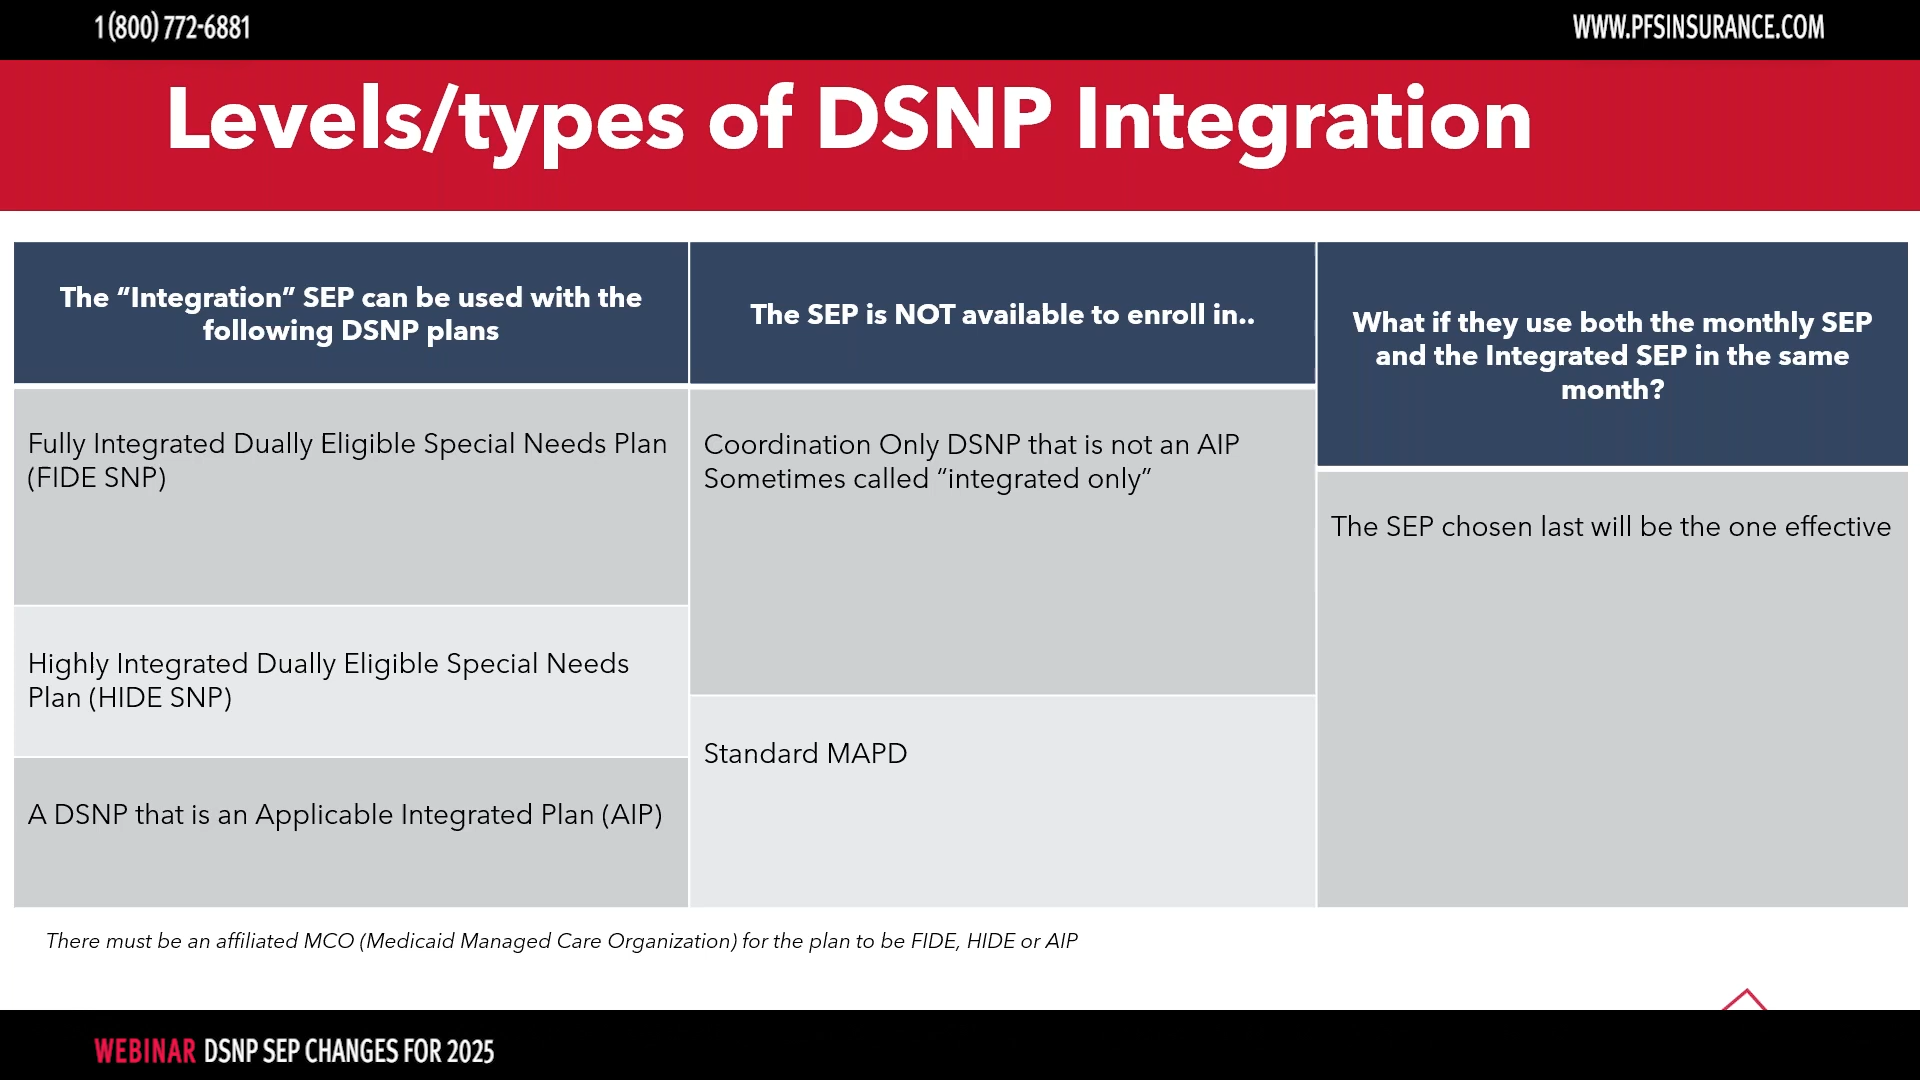 1 (800) 772-6881
WWW.PFSINSURANCE.COM
Levels/types of DSNP Integration
The “Integration” SEP can be used with the
following DSNP plans
The SEP is NOT available to enroll in..
What if they use both the monthly SEP
and the Integrated SEP in the same
month?
Fully Integrated Dually Eligible Special Needs Plan
(FIDE SNP)
Coordination Only DSNP that is not an AIP
Sometimes called “integrated only”
The SEP chosen last will be the one effective
Highly Integrated Dually Eligible Special Needs
Plan (HIDE SNP)
Standard MAPD
A DSNP that is an Applicable Integrated Plan (AIP)
There must be an affiliated MCO (Medicaid Managed Care Organization) for the plan to be FIDE, HIDE or AIP
WEBINAR DSNP SEP CHANGES FOR 2025